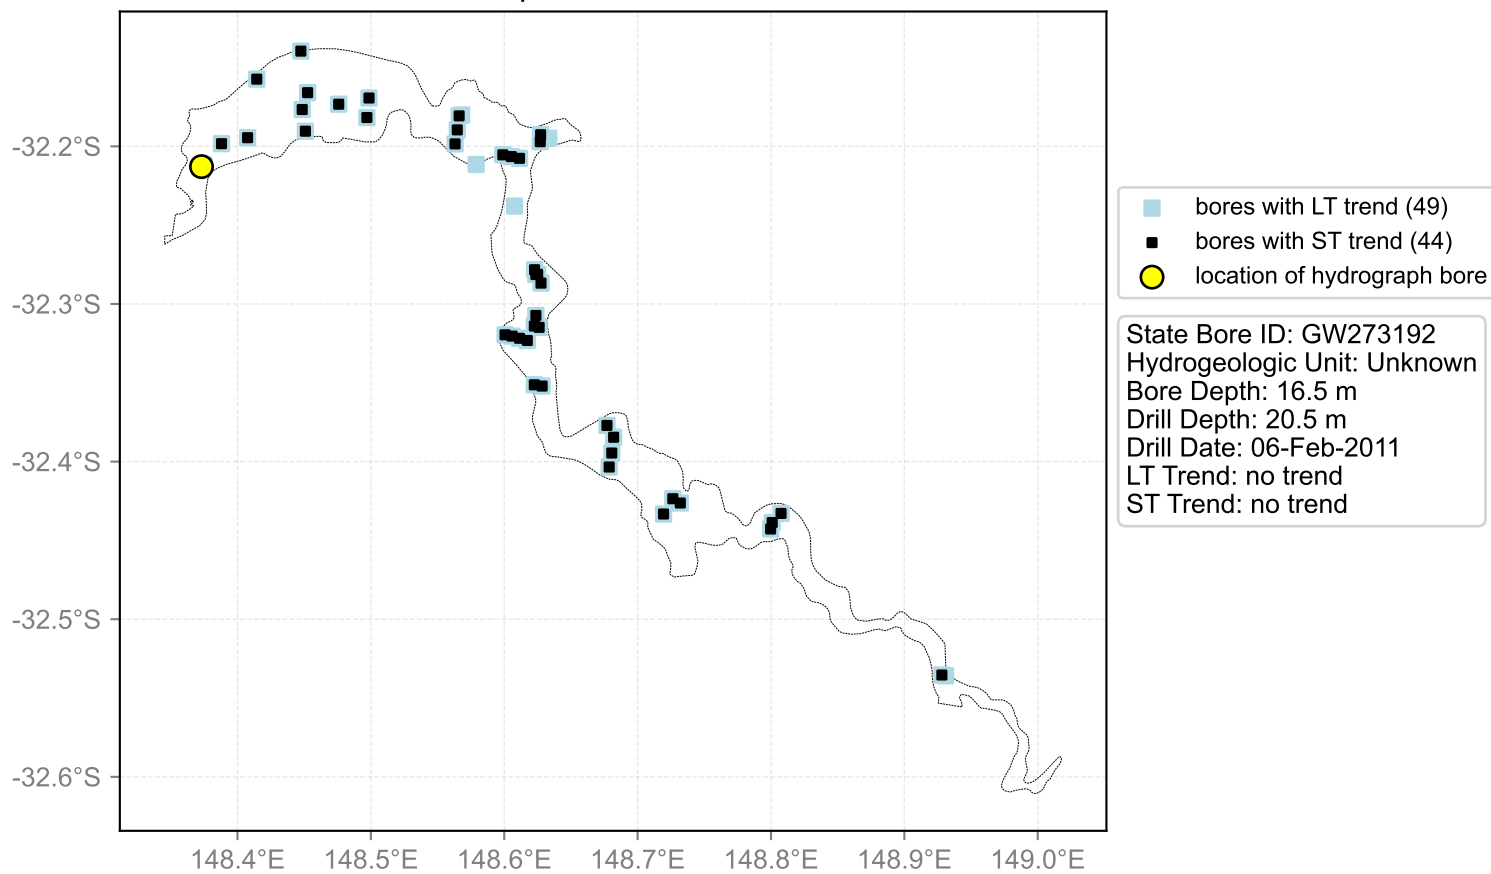 -32.2°S
-32.3°S
-32.4°S
-32.5°S
-32.6°S
148.4°E
148.5°E
148.6°E
148.7°E
148.8°E
148.9°E
149.0°E
bores with LT trend (49)
bores with ST trend (44)
location of hydrograph bore
State Bore ID: GW273192
Hydrogeologic Unit: Unknown
Bore Depth: 16.5 m
Drill Depth: 20.5 m
Drill Date: 06-Feb-2011
LT Trend: no trend
ST Trend: no trend